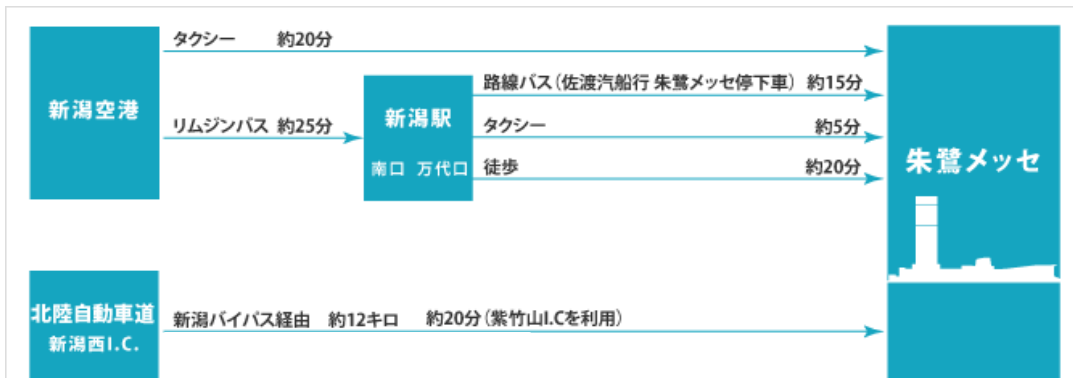 タクシー 約20分
新潟空港
リムジンバス 約25分
新潟駅
南口 万代口
路線バス(佐渡汽船行 朱鷺メッセ停下車) 約15分
タクシー 約5分
徒歩 約20分
朱鷺メッセ
北陸自動車道
新潟西I.C.
新潟バイパス経由 約12キロ 約20分(紫竹山I.Cを利用)